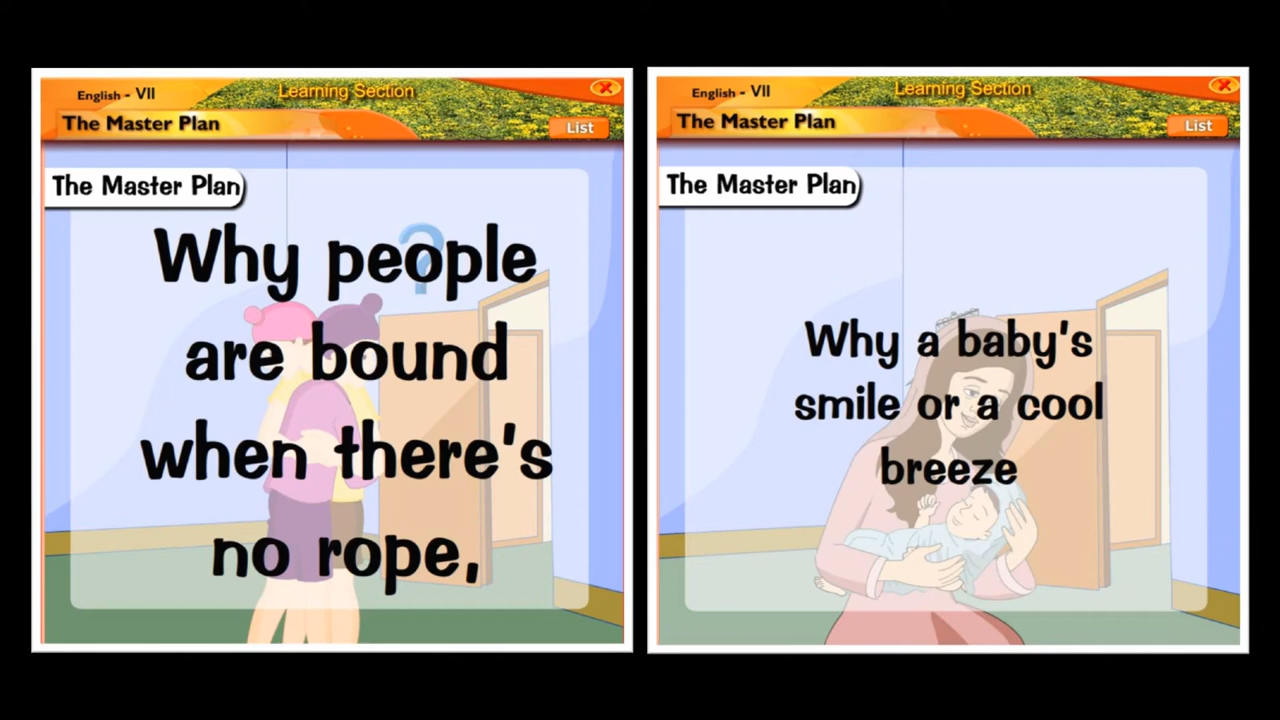 English - VII
Learning Section
The Master Plan
List
The Master Plan
Why people
are bound
when there's
no rope,
English - VII
Learning Section
The Master Plan
List
The Master Plan
Why a baby's
smile or a cool
breeze